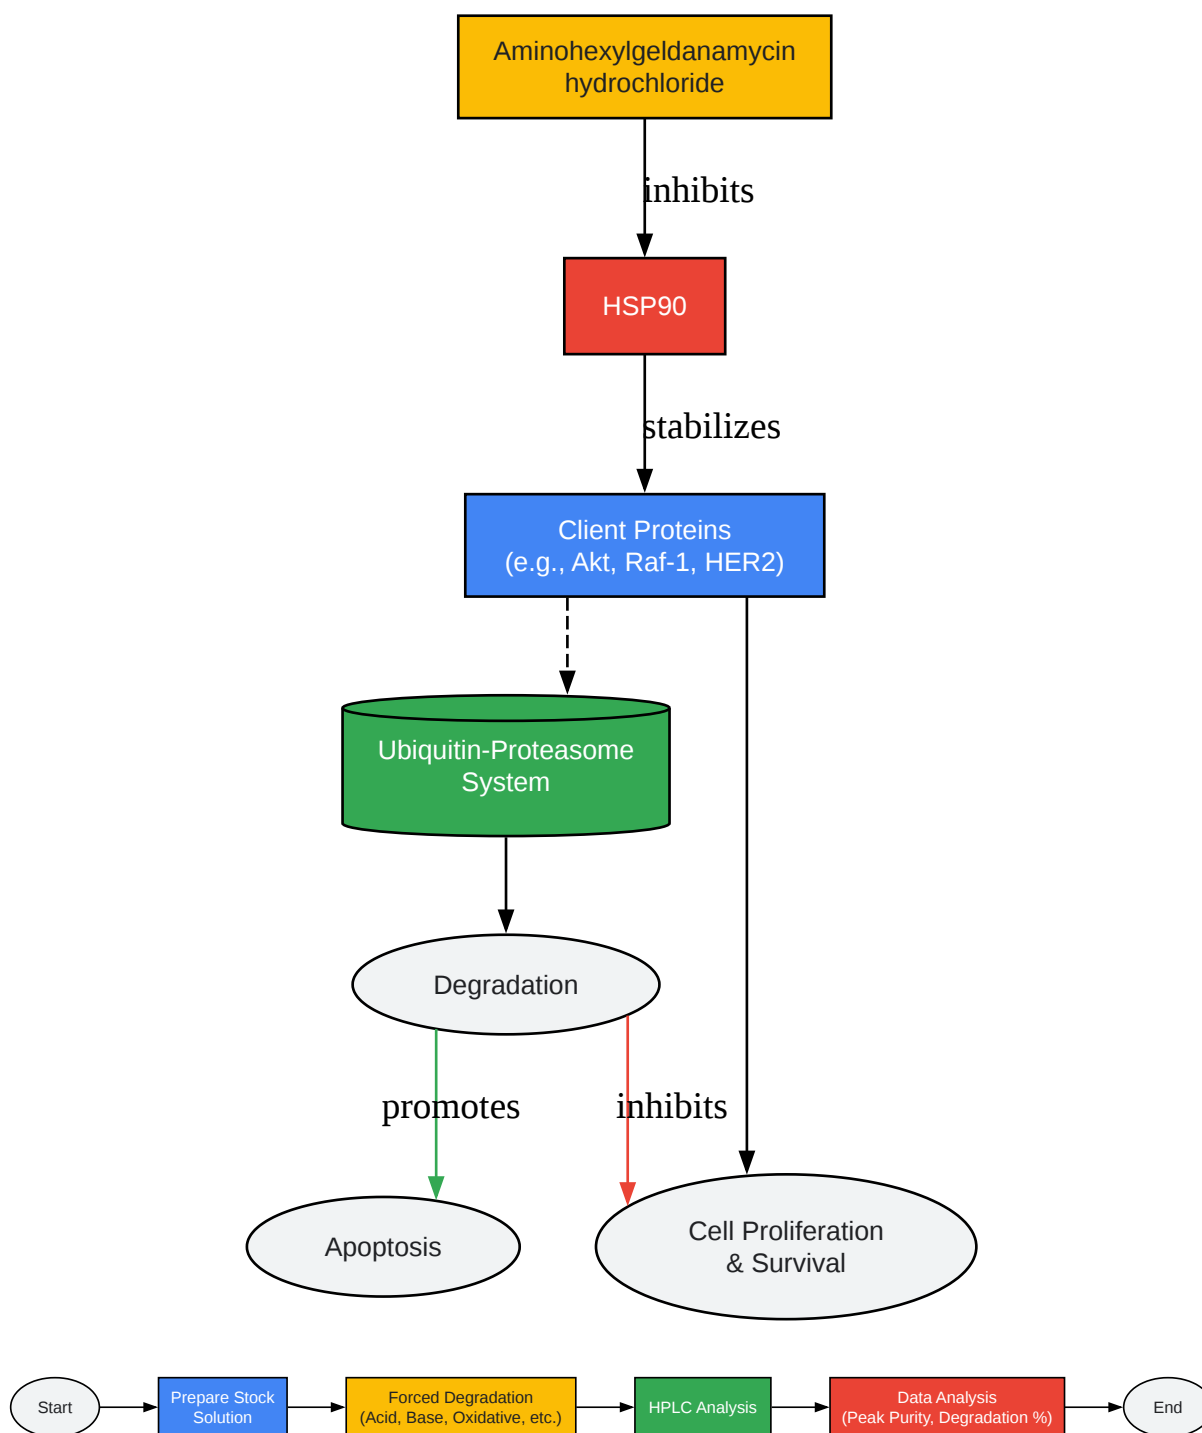 Aminohexylgeldanamycin
hydrochloride
inhibits
HSP90
stabilizes
Client Proteins
(e.g., Akt, Raf-1, HER2)
Ubiquitin-Proteasome
System
Degradation
promotes
inhibits
Apoptosis
Cell Proliferation
& Survival
Start
Prepare Stock
Solution
Forced Degradation
(Acid, Base, Oxidative, etc.)
HPLC Analysis
Data Analysis
(Peak Purity, Degradation %)
End